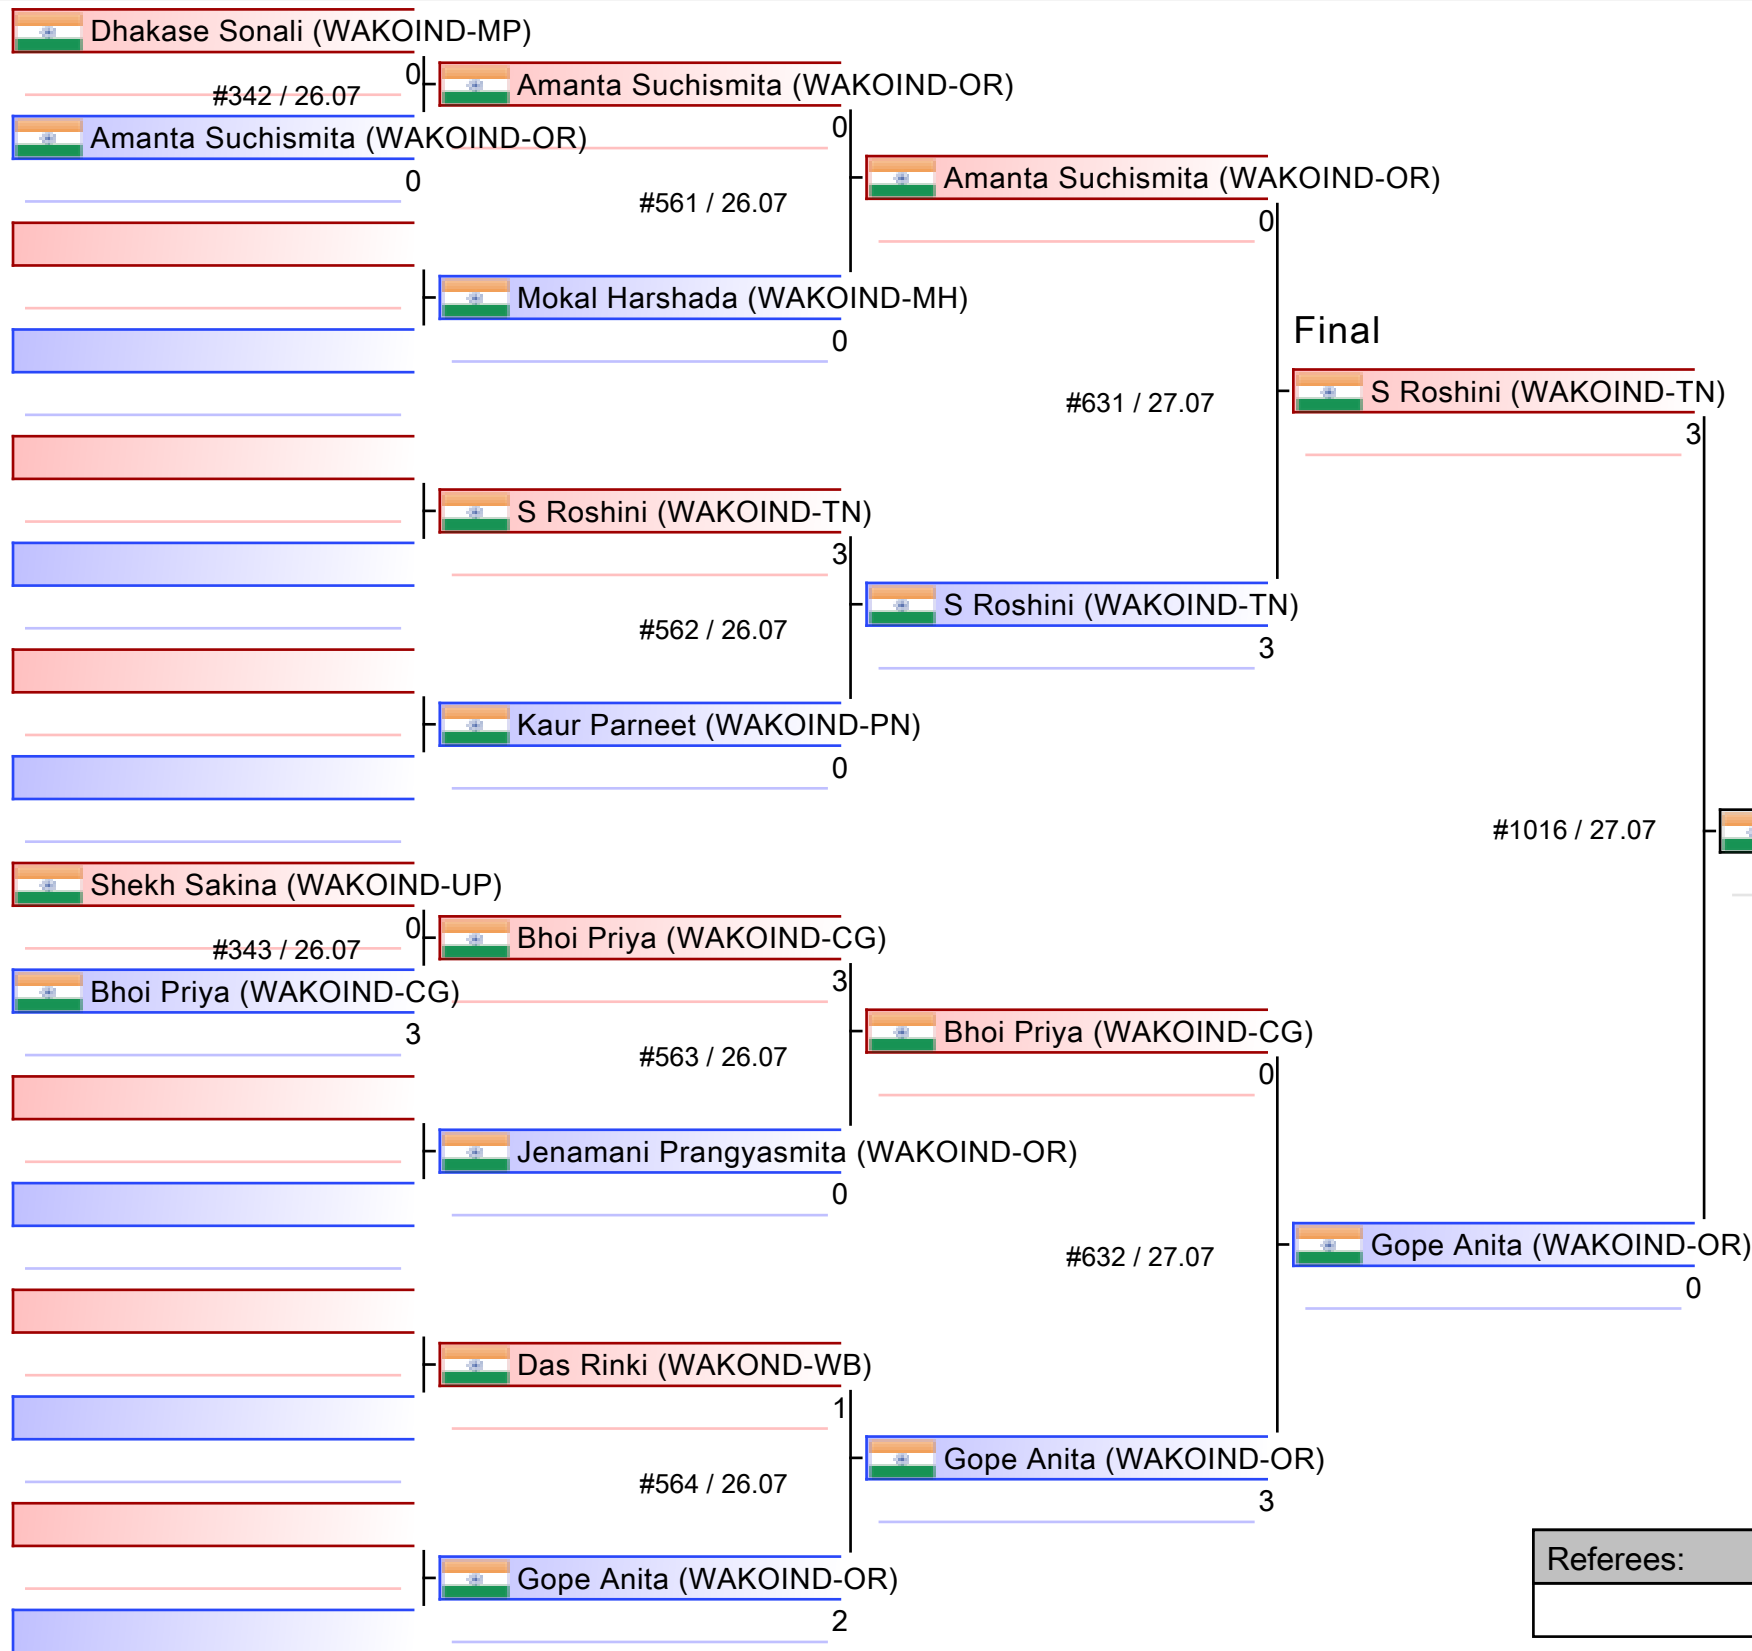 Dhakase Sonali (WAKOIND-MP)
0
#342 / 26.07
Amanta Suchismita (WAKOIND-OR)
0
Amanta Suchismita (WAKOIND-OR)
0
#561 / 26.07
Mokal Harshada (WAKOIND-MH)
0
Amanta Suchismita (WAKOIND-OR)
0
#631 / 27.07
S Roshini (WAKOIND-TN)
3
#562 / 26.07
Kaur Parneet (WAKOIND-PN)
0
S Roshini (WAKOIND-TN)
3
Final
S Roshini (WAKOIND-TN)
3
#1016 / 27.07
Shekh Sakina (WAKOIND-UP)
0
#343 / 26.07
Bhoi Priya (WAKOIND-CG)
3
Bhoi Priya (WAKOIND-CG)
3
#563 / 26.07
Jenamani Prangyasmita (WAKOIND-OR)
0
Bhoi Priya (WAKOIND-CG)
0
#632 / 27.07
Gope Anita (WAKOIND-OR)
0
Das Rinki (WAKOND-WB)
1
#564 / 26.07
Gope Anita (WAKOIND-OR)
2
Gope Anita (WAKOIND-OR)
3
Referees: